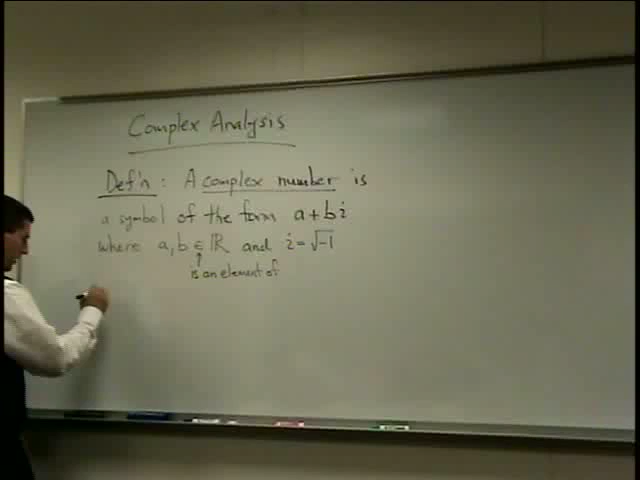 Complex Analysis
Def'n: A complex number is
a symbol of the form a+bi
where a, b ∈ ℝ and i = √-1
↑
is an element of